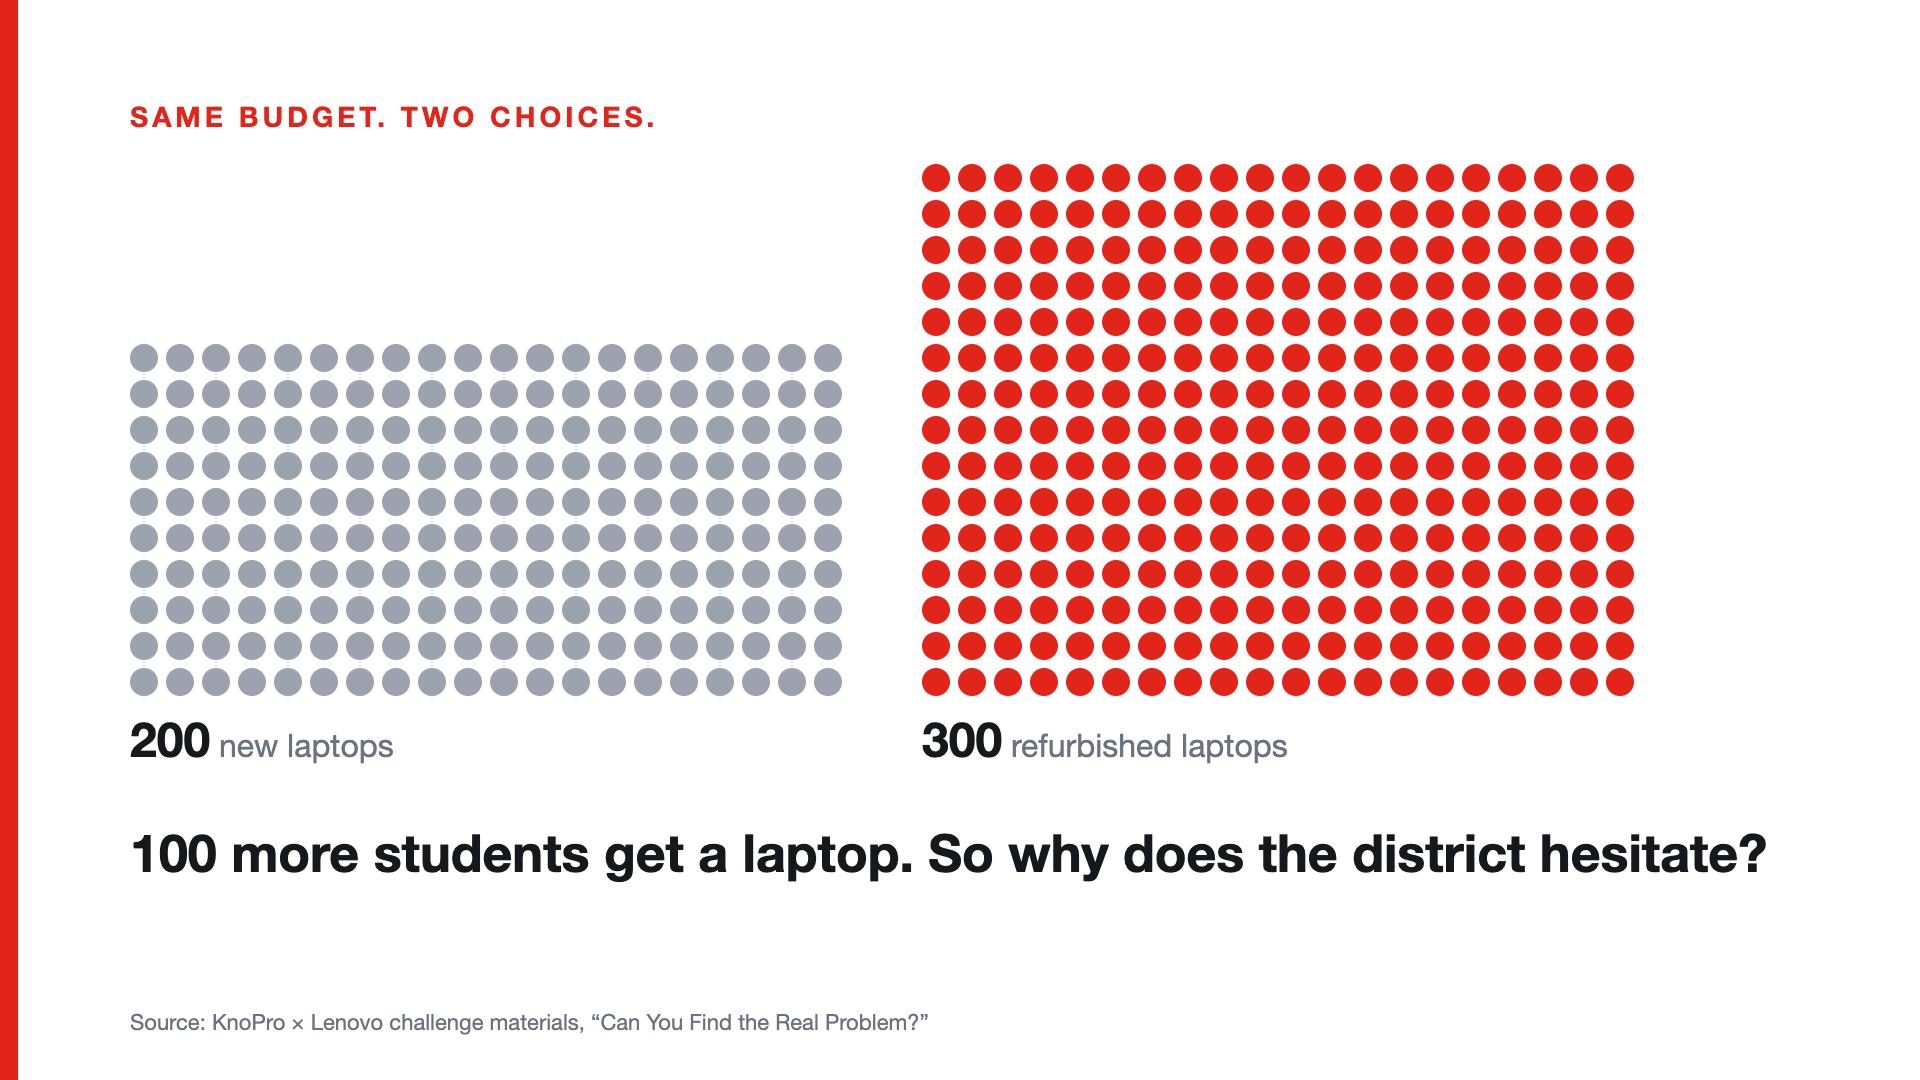 SAME BUDGET. TWO CHOICES.
200 new laptops
300 refurbished laptops
100 more students get a laptop. So why does the district hesitate?
Source: KnoPro × Lenovo challenge materials, “Can You Find the Real Problem?”